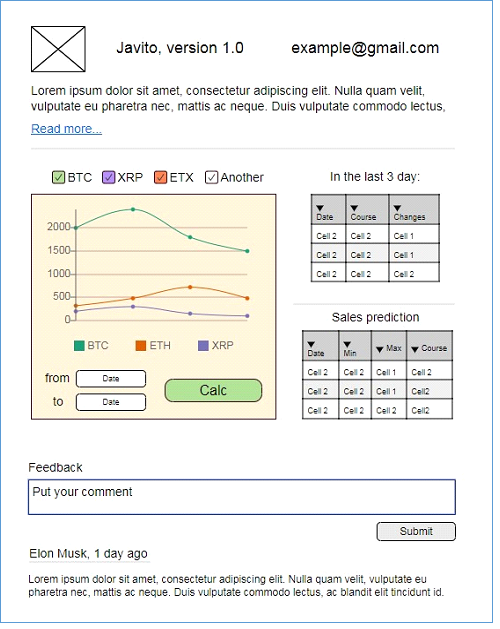 Javito, version 1.0
example@gmail.com
Lorem ipsum dolor sit amet, consectetur adipiscing elit. Nulla quam velit,
vulputate eu pharetra nec, mattis ac neque. Duis vulputate commodo lectus,
Read more...
BTC XRP ETX Another
2000
1500
1000
500
0
BTC ETH XRP
from Date
to Date
Calc
In the last 3 day:
Date Course Changes
Cell 2 Cell 2 Cell 1
Cell 2 Cell 2 Cell 1
Cell 2 Cell 2 Cell 2
Sales prediction
Date Min Max Course
Cell 2 Cell 2 Cell 1 Cell 2
Cell 2 Cell 2 Cell 1 Cell2
Cell 2 Cell 2 Cell 2 Cell2
Feedback
Put your comment
Submit
Elon Musk, 1 day ago
Lorem ipsum dolor sit amet, consectetur adipiscing elit. Nulla quam velit, vulputate eu
pharetra nec, mattis ac neque. Duis vulputate commodo lectus, ac blandit elit tincidunt id.